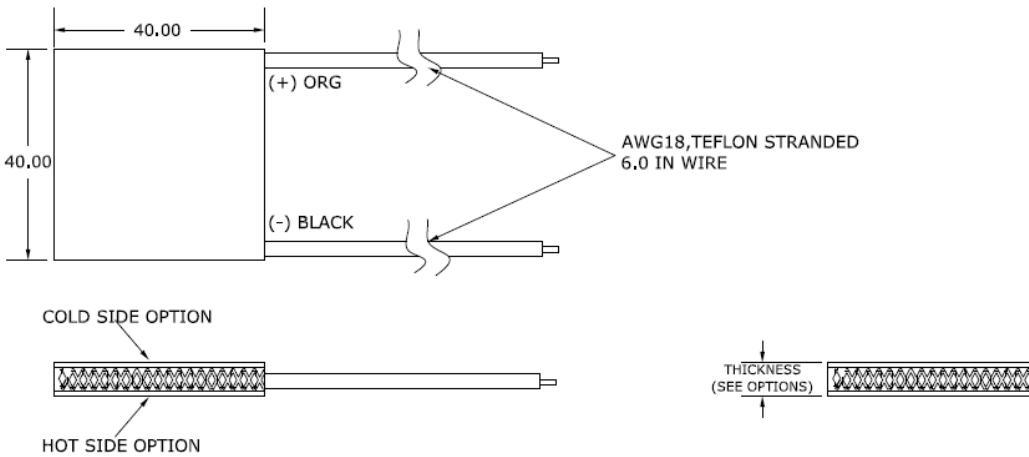 40.00
(+) ORG
40.00
AWG18,TEFLON STRANDED
6.0 IN WIRE
(-) BLACK
COLD SIDE OPTION
THICKNESS
(SEE OPTIONS)
HOT SIDE OPTION